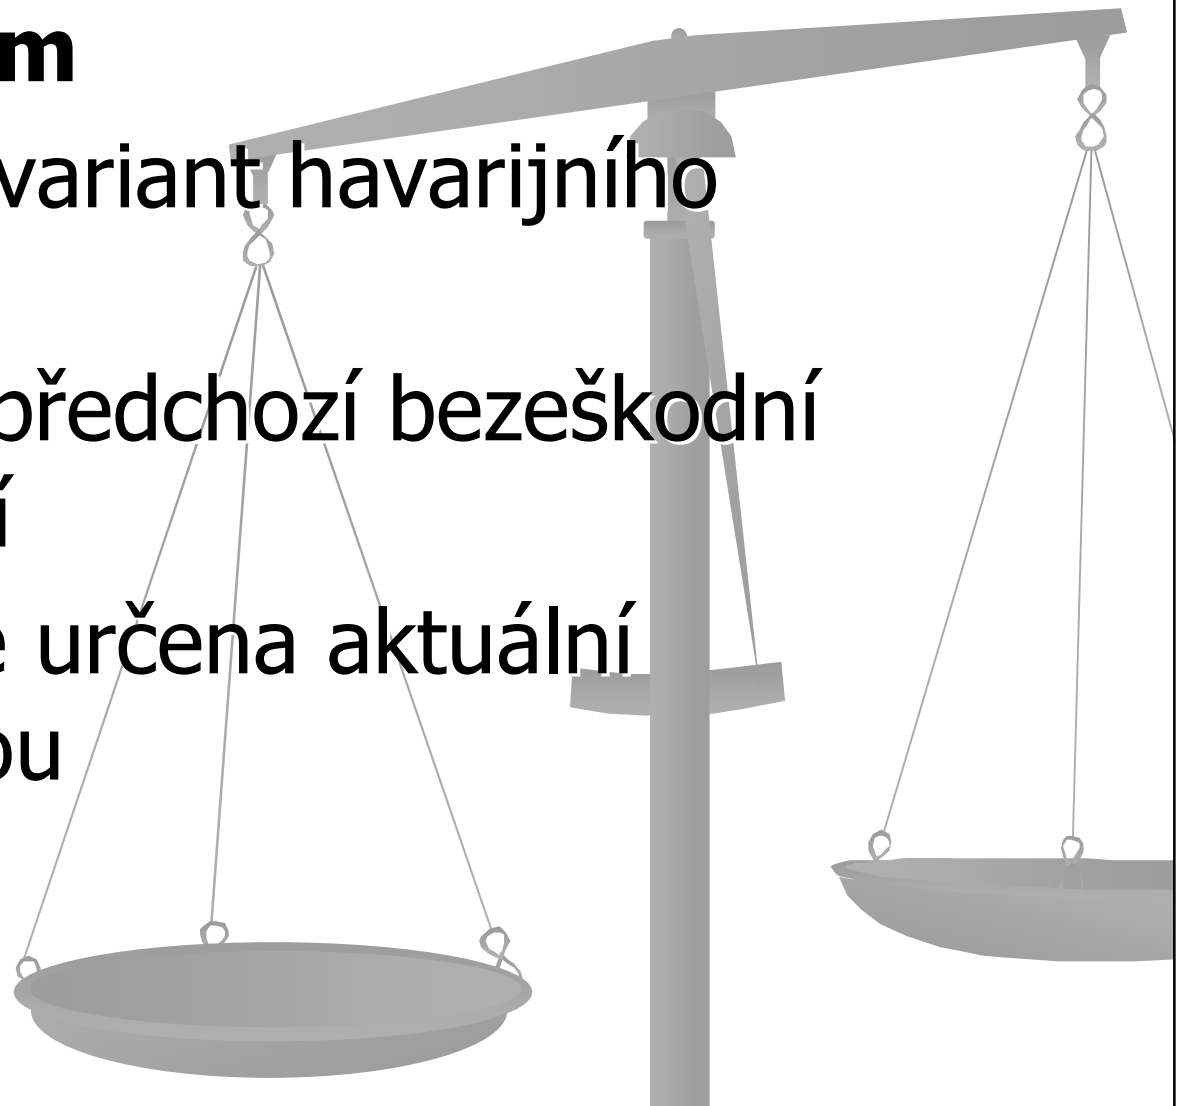 m
variant havarijního
předchozí bezeškodní
í
e určena aktuální
ou